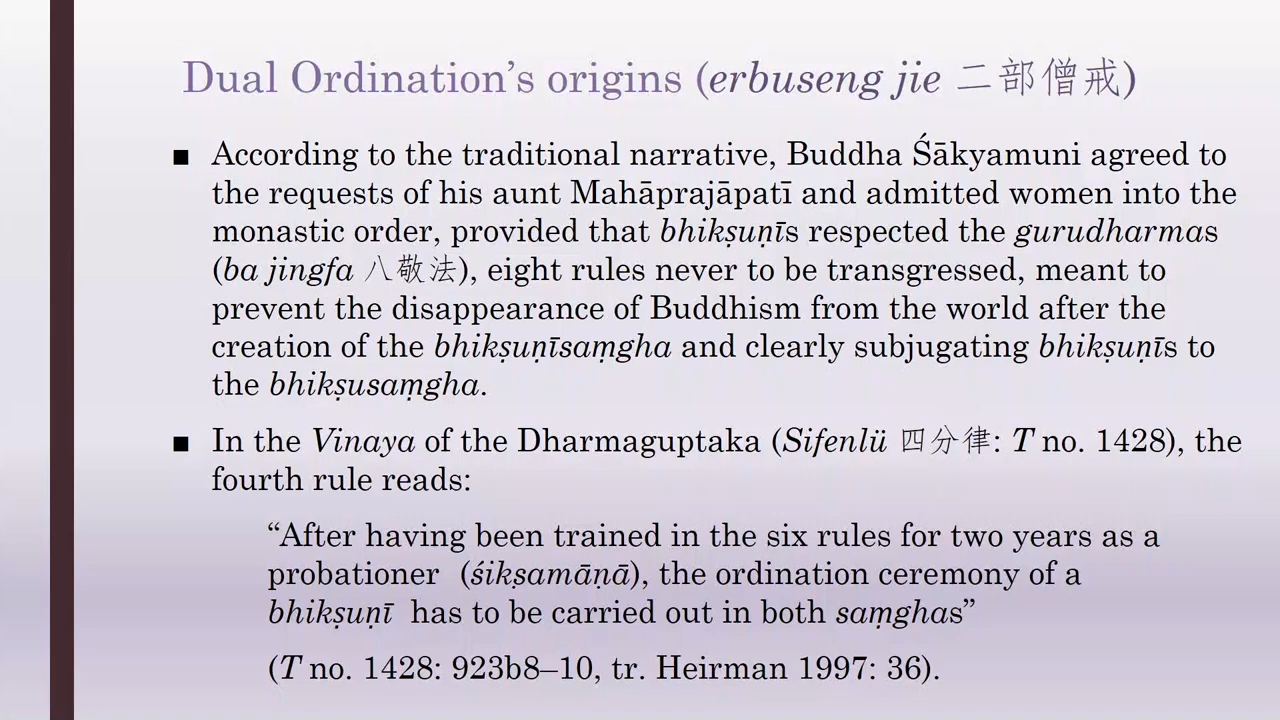 Dual Ordination’s origins (erbuseng jie 二部僧戒)
■ According to the traditional narrative, Buddha Śākyamuni agreed to
the requests of his aunt Mahāprajāpatī and admitted women into the
monastic order, provided that bhikṣuṇīs respected the gurudharmas
(ba jingfa 八敬法), eight rules never to be transgressed, meant to
prevent the disappearance of Buddhism from the world after the
creation of the bhikṣuṇīsaṃgha and clearly subjugating bhikṣuṇīs to
the bhikṣusaṃgha.
■ In the Vinaya of the Dharmaguptaka (Sifenlü 四分律: T no. 1428), the
fourth rule reads:
“After having been trained in the six rules for two years as a
probationer (śikṣamāṇā), the ordination ceremony of a
bhikṣuṇī has to be carried out in both saṃghas”
(T no. 1428: 923b8–10, tr. Heirman 1997: 36).